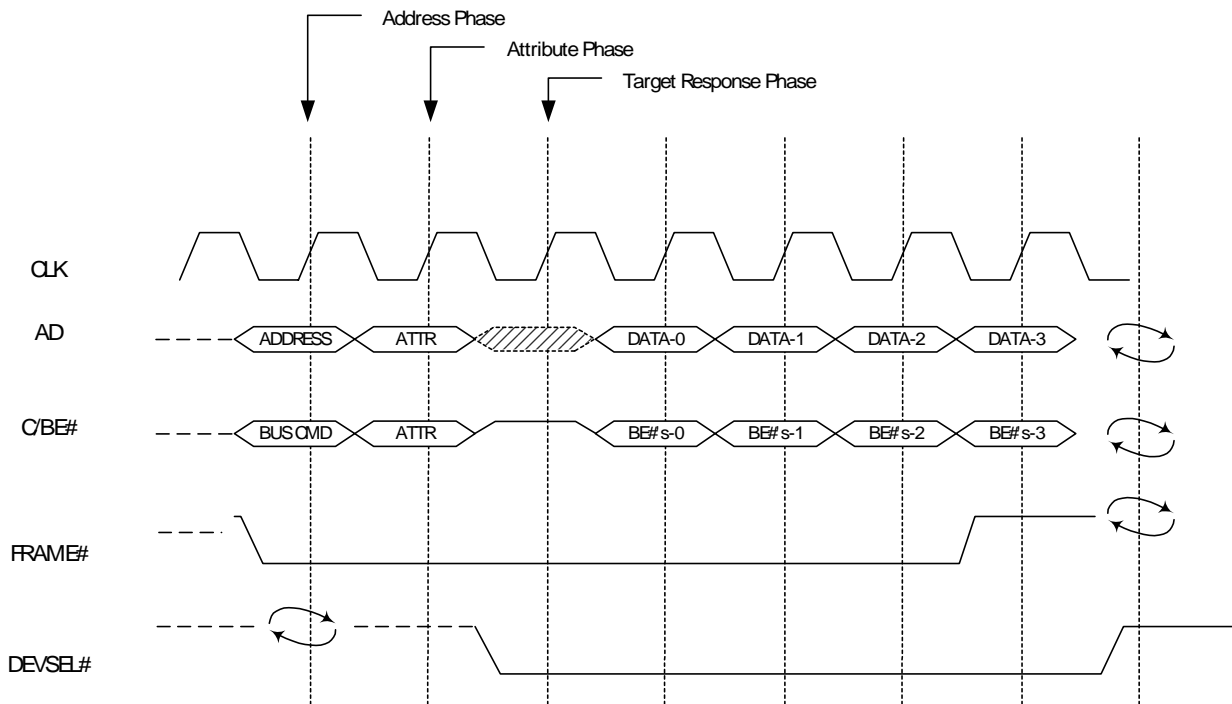 Address Phase
Attribute Phase
Target Response Phase
CLK
AD
ADDRESS ATTR DATA-0 DATA-1 DATA-2 DATA-3
C/BE#
BUS CMD ATTR BE#'s-0 BE#'s-1 BE#'s-2 BE#'s-3
FRAME#
DEVSEL#